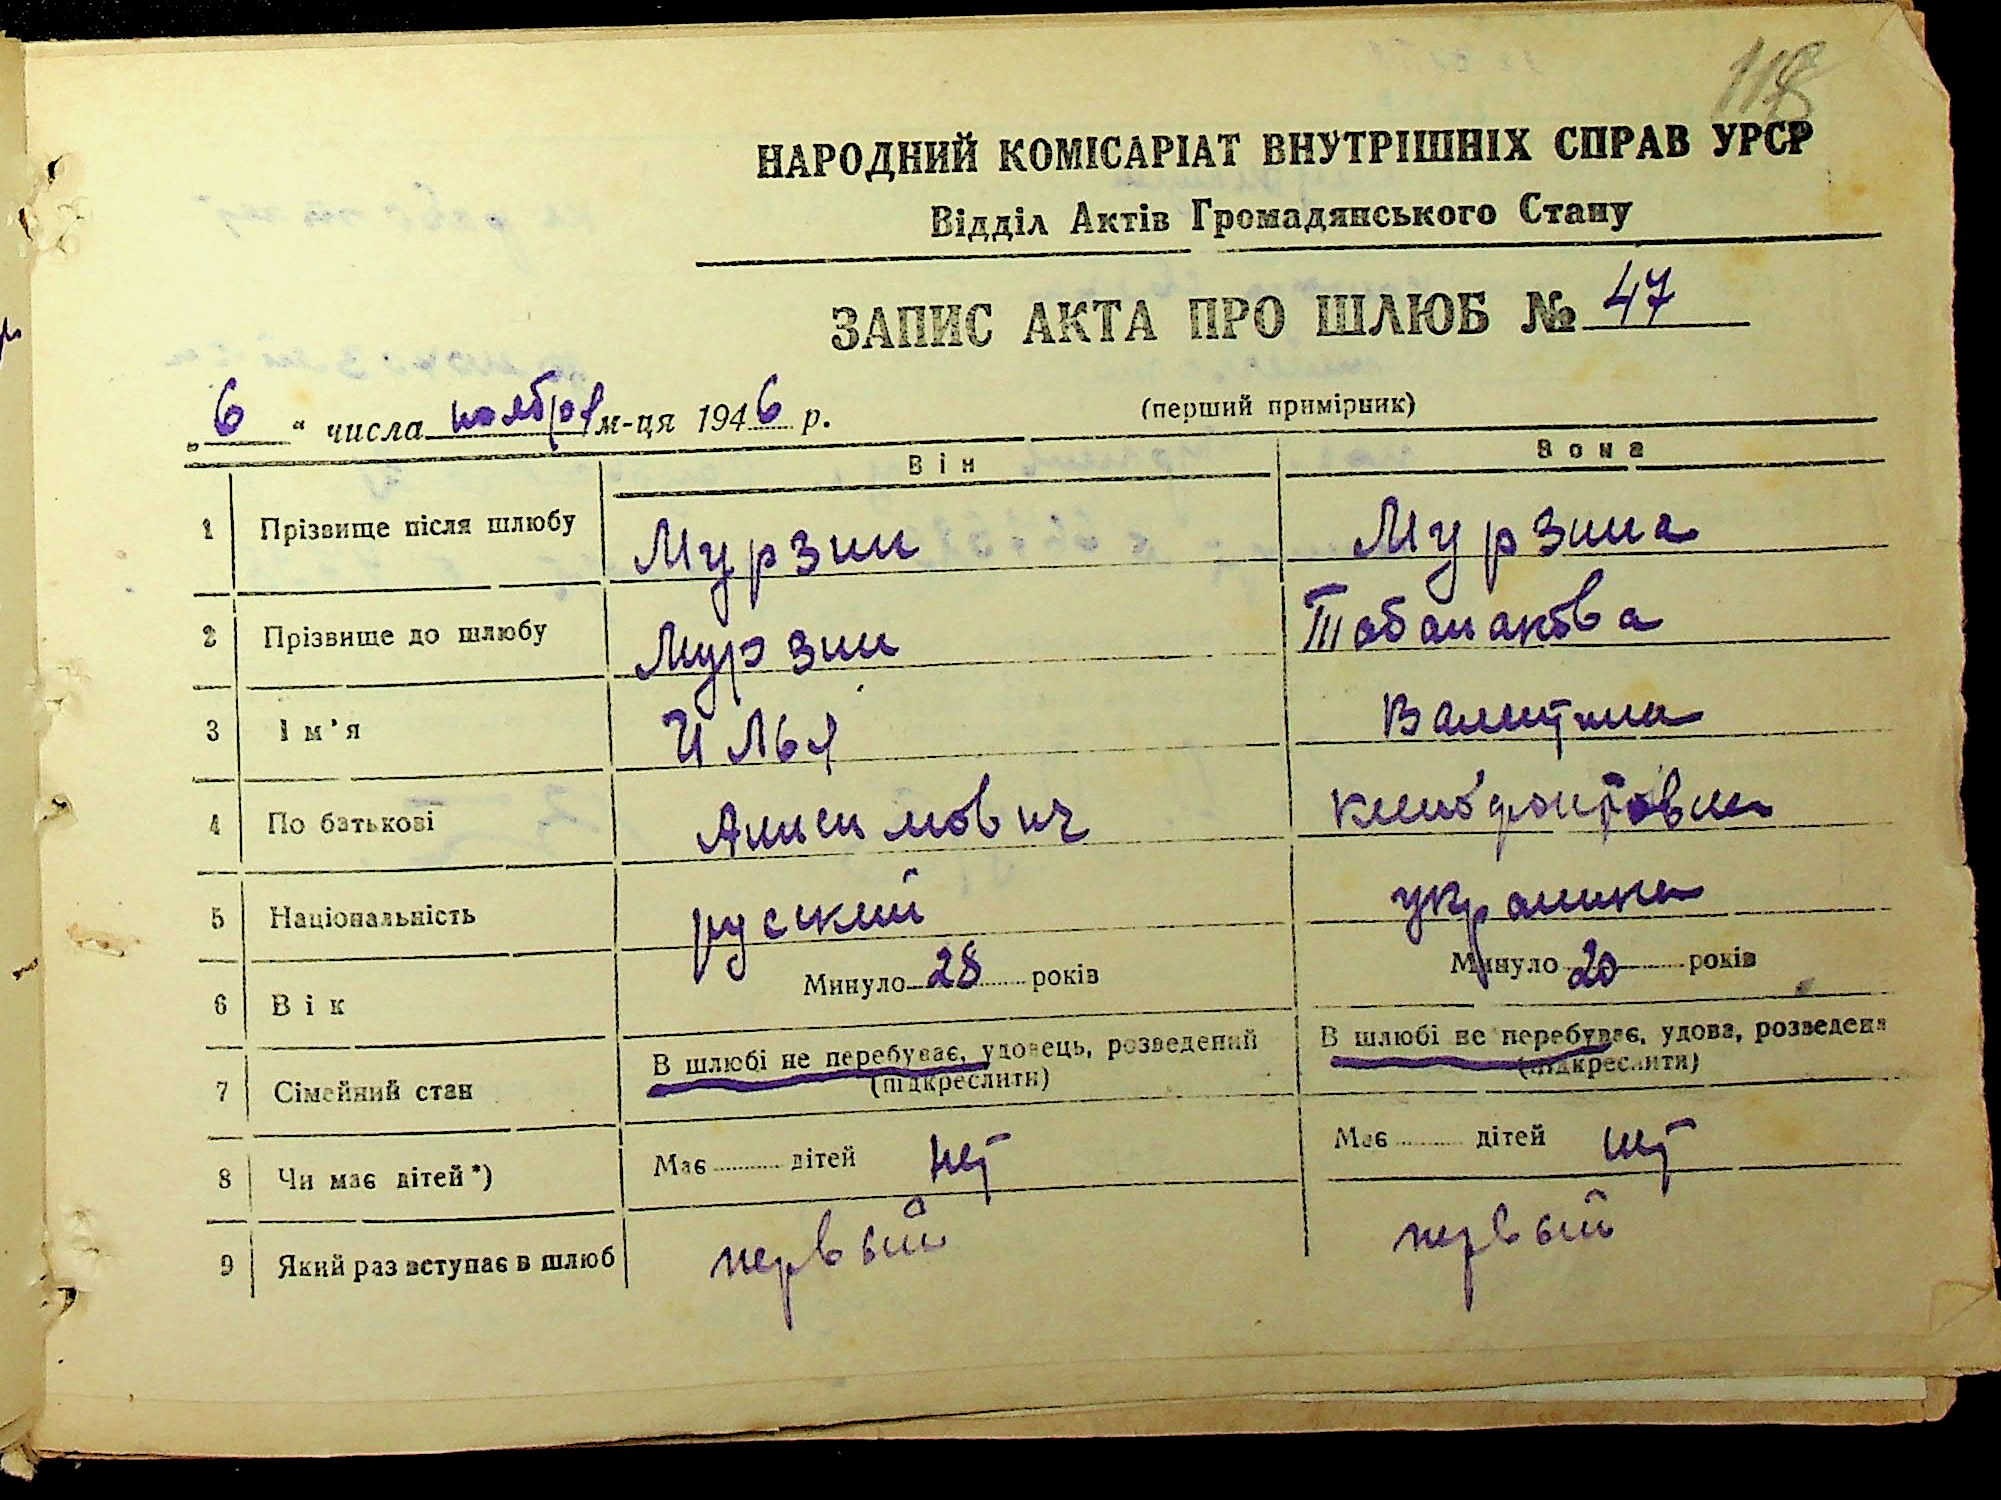 118
НАРОДНИЙ КОМІСАРІАТ ВНУТРІШНІХ СПРАВ УРСР
Відділ Актів Громадянського Стану
ЗАПИС АКТА ПРО ШЛЮБ № 47
„ 6 “ числа ноября м-ця 1946 р. (перший примірник)
Він Вона
1 Прізвище після шлюбу Мурзин Мурзина
2 Прізвище до шлюбу Мурзин Табанакова
3 Ім’я Илья Валентина
4 По батькові Анисимович
5 Національність руский украинка
6 Вік Минуло 28 років Минуло 20 років
7 Сімейний стан В шлюбі не перебуває, удовець, розведений В шлюбі не перебуває, удова, розведена
(підкреслити) (підкреслити)
8 Чи має дітей *) Має дітей нет Має дітей нет
9 Який раз вступає в шлюб первый первый